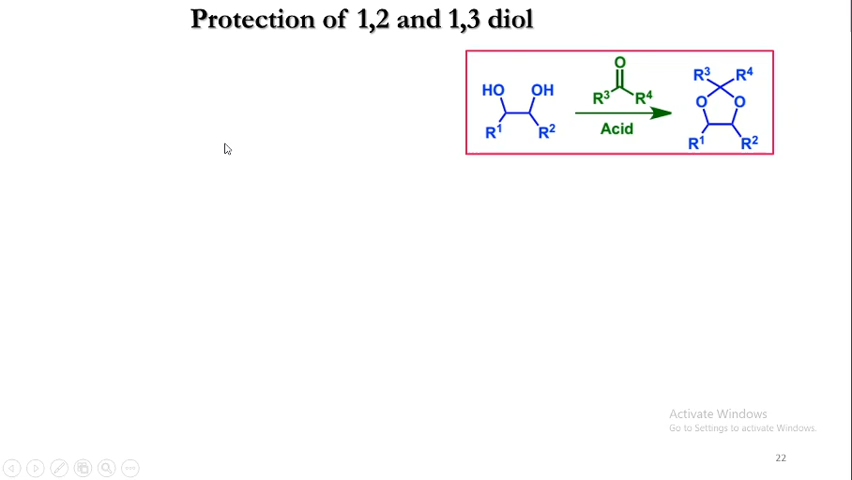 Protection of 1,2 and 1,3 diol
O
R³ R⁴
HO OH
R³ R⁴
O O
Acid
R¹ R²
R¹ R²
Activate Windows
Go to Settings to activate Windows.
22